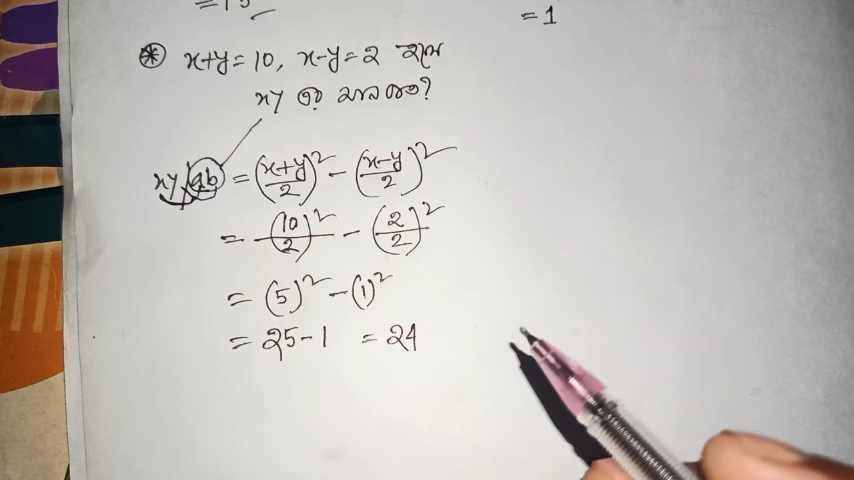 = 15
= 1
* x+y=10, x-y=2 হলে
xy এর মান কত?
xy/ab = (x+y/2)² - (x-y/2)²
= (10/2)² - (2/2)²
= (5)² - (1)²
= 25-1 = 24